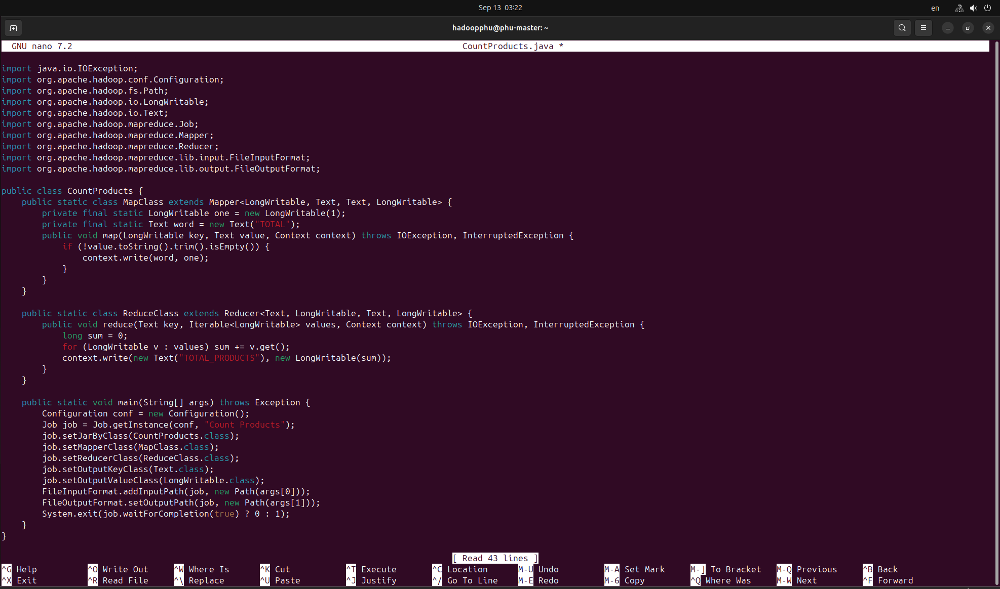 Sep 13 03:22
en
hadoopphu@phu-master: ~
GNU nano 7.2 CountProducts.java *
import java.io.IOException;
import org.apache.hadoop.conf.Configuration;
import org.apache.hadoop.fs.Path;
import org.apache.hadoop.io.LongWritable;
import org.apache.hadoop.io.Text;
import org.apache.hadoop.mapreduce.Job;
import org.apache.hadoop.mapreduce.Mapper;
import org.apache.hadoop.mapreduce.Reducer;
import org.apache.hadoop.mapreduce.lib.input.FileInputFormat;
import org.apache.hadoop.mapreduce.lib.output.FileOutputFormat;

public class CountProducts {
    public static class MapClass extends Mapper<LongWritable, Text, Text, LongWritable> {
        private final static LongWritable one = new LongWritable(1);
        private final static Text word = new Text("TOTAL");
        public void map(LongWritable key, Text value, Context context) throws IOException, InterruptedException {
            if (!value.toString().trim().isEmpty()) {
                context.write(word, one);
            }
        }
    }

    public static class ReduceClass extends Reducer<Text, LongWritable, Text, LongWritable> {
        public void reduce(Text key, Iterable<LongWritable> values, Context context) throws IOException, InterruptedException {
            long sum = 0;
            for (LongWritable v : values) sum += v.get();
            context.write(new Text("TOTAL_PRODUCTS"), new LongWritable(sum));
        }
    }

    public static void main(String[] args) throws Exception {
        Configuration conf = new Configuration();
        Job job = Job.getInstance(conf, "Count Products");
        job.setJarByClass(CountProducts.class);
        job.setMapperClass(MapClass.class);
        job.setReducerClass(ReduceClass.class);
        job.setOutputKeyClass(Text.class);
        job.setOutputValueClass(LongWritable.class);
        FileInputFormat.addInputPath(job, new Path(args[0]));
        FileOutputFormat.setOutputPath(job, new Path(args[1]));
        System.exit(job.waitForCompletion(true) ? 0 : 1);
    }
}
[ Read 43 lines ]
^G Help ^O Write Out ^W Where Is ^K Cut ^T Execute ^C Location M-U Undo M-A Set Mark M-] To Bracket M-Q Previous ^B Back
^X Exit ^R Read File ^\ Replace ^U Paste ^J Justify ^/ Go To Line M-E Redo M-6 Copy ^Q Where Was M-W Next ^F Forward